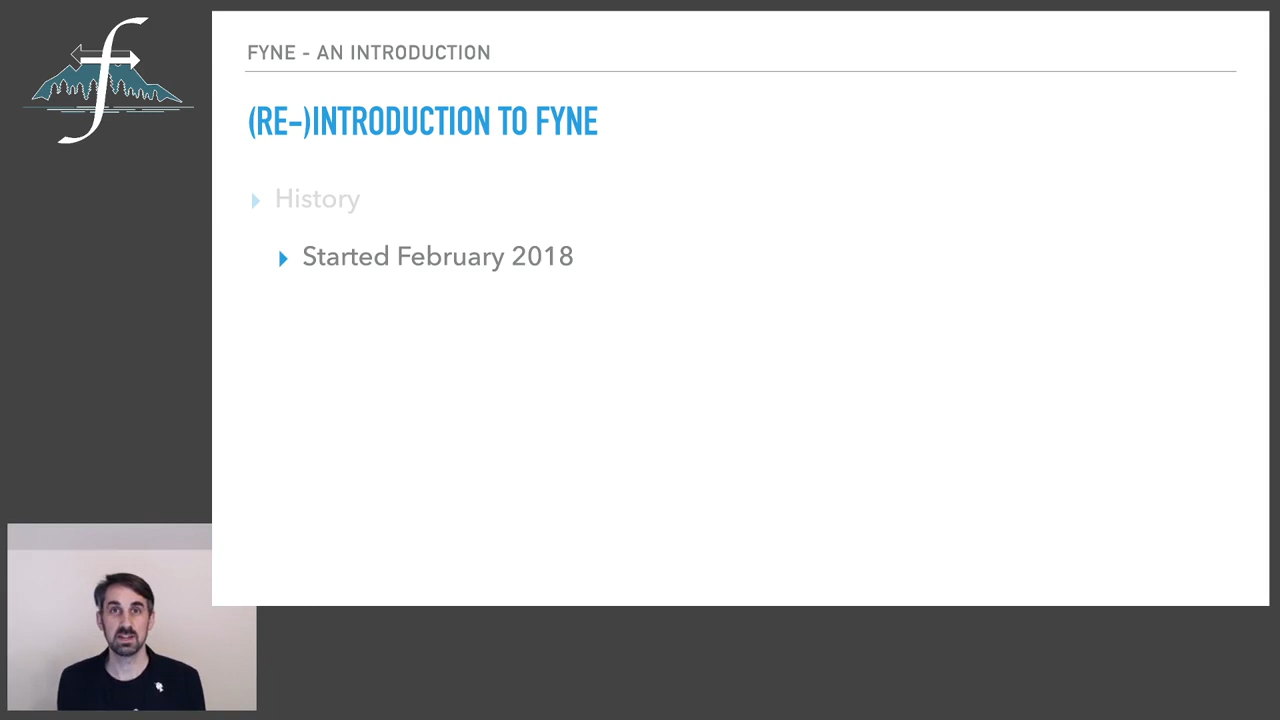 FYNE - AN INTRODUCTION
(RE-)INTRODUCTION TO FYNE
History
Started February 2018